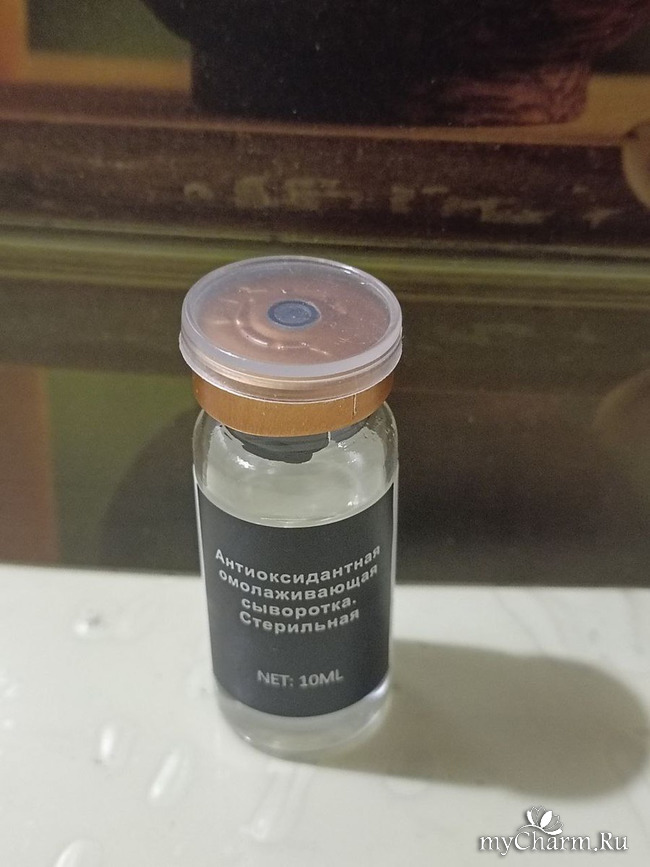 Антиоксидантная
омолаживающая
сыворотка.
Стерильная
NET: 10ML
myCharm.Ru